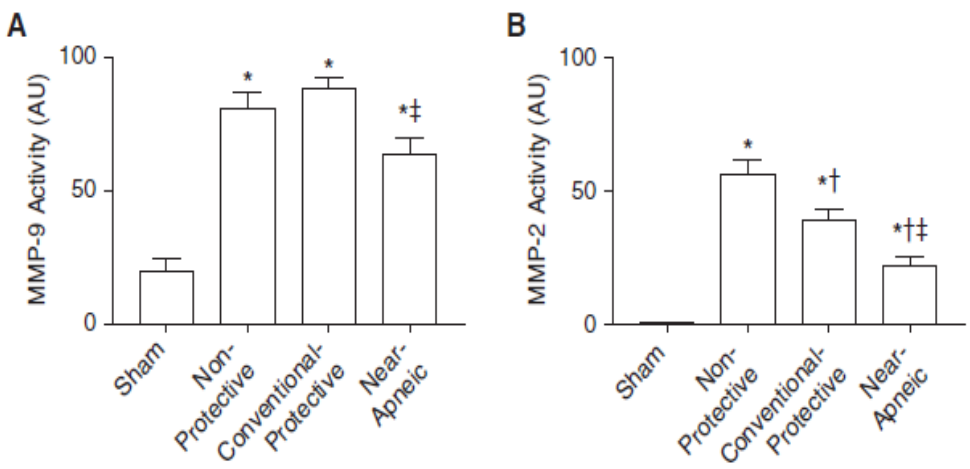 A
MMP-9 Activity (AU)
100
50
0
*
*
*‡
Sham
Non-
Protective
Conventional-
Protective
Near-
Apneic
B
MMP-2 Activity (AU)
100
50
0
*
*†
*†‡
Sham
Non-
Protective
Conventional-
Protective
Near-
Apneic